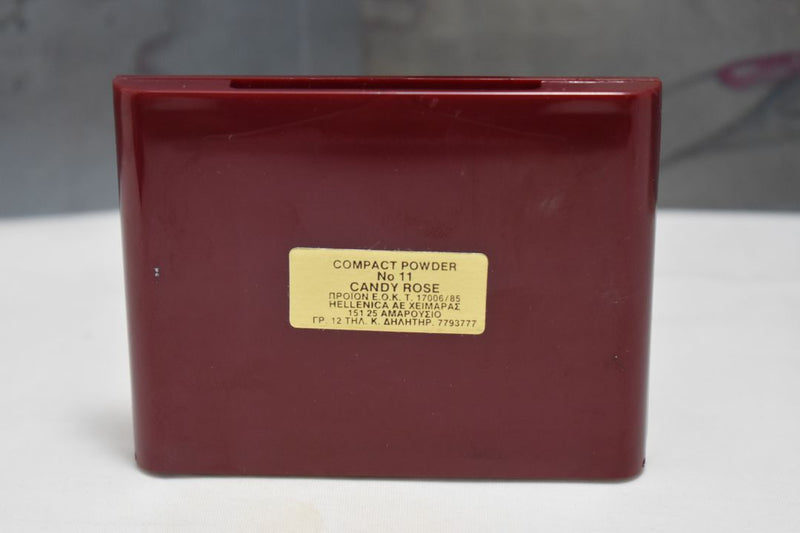 COMPACT POWDER
No 11
CANDY ROSE
ΠΡΟΙΟΝ Ε.Ο.Κ. Τ. 17006/85
HELLENICA AE ΧΕΙΜΑΡΑΣ
151 25 ΑΜΑΡΟΥΣΙΟ
ΓΡ. 12 ΤΗΛ. Κ. ΔΗΛΗΤΗΡ. 7793777